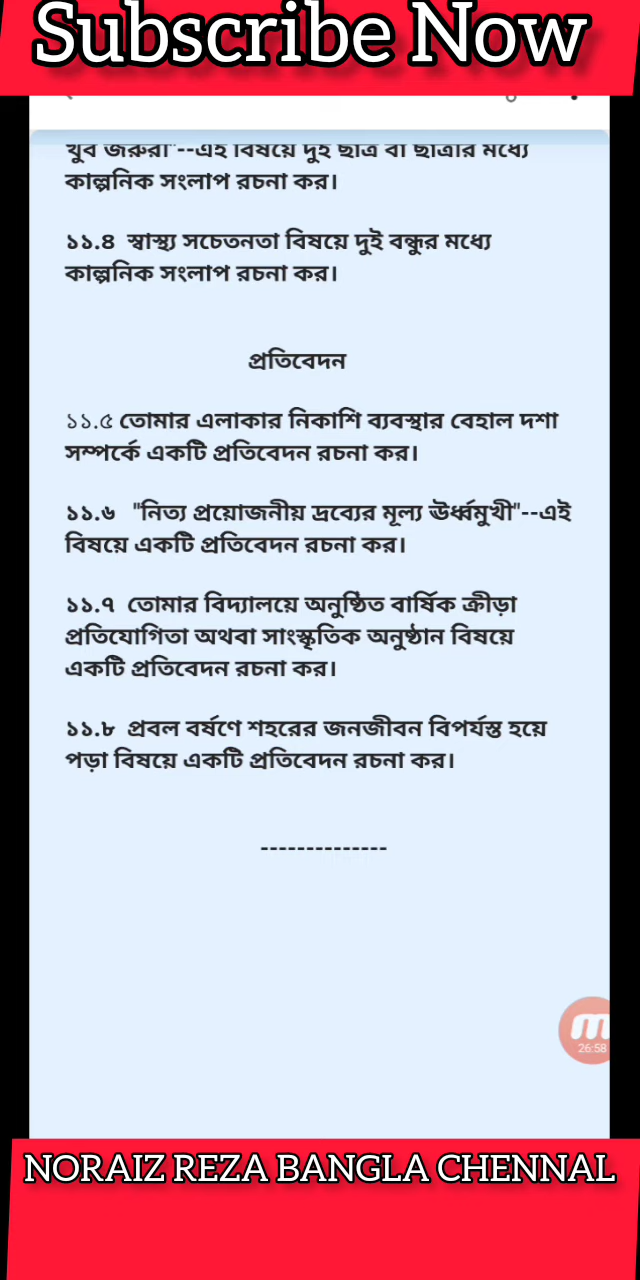 Subscribe Now
খুব জরুরী"--এই বিষয়ে দুই ছাত্র বা ছাত্রীর মধ্যে
কাল্পনিক সংলাপ রচনা কর।
১১.৪ স্বাস্থ্য সচেতনতা বিষয়ে দুই বন্ধুর মধ্যে
কাল্পনিক সংলাপ রচনা কর।
প্রতিবেদন
১১.৫ তোমার এলাকার নিকাশি ব্যবস্থার বেহাল দশা
সম্পর্কে একটি প্রতিবেদন রচনা কর।
১১.৬ "নিত্য প্রয়োজনীয় দ্রব্যের মূল্য ঊর্ধ্বমুখী"--এই
বিষয়ে একটি প্রতিবেদন রচনা কর।
১১.৭ তোমার বিদ্যালয়ে অনুষ্ঠিত বার্ষিক ক্রীড়া
প্রতিযোগিতা অথবা সাংস্কৃতিক অনুষ্ঠান বিষয়ে
একটি প্রতিবেদন রচনা কর।
১১.৮ প্রবল বর্ষণে শহরের জনজীবন বিপর্যস্ত হয়ে
পড়া বিষয়ে একটি প্রতিবেদন রচনা কর।
--------------
26:58
NORAIZ REZA BANGLA CHENNAL